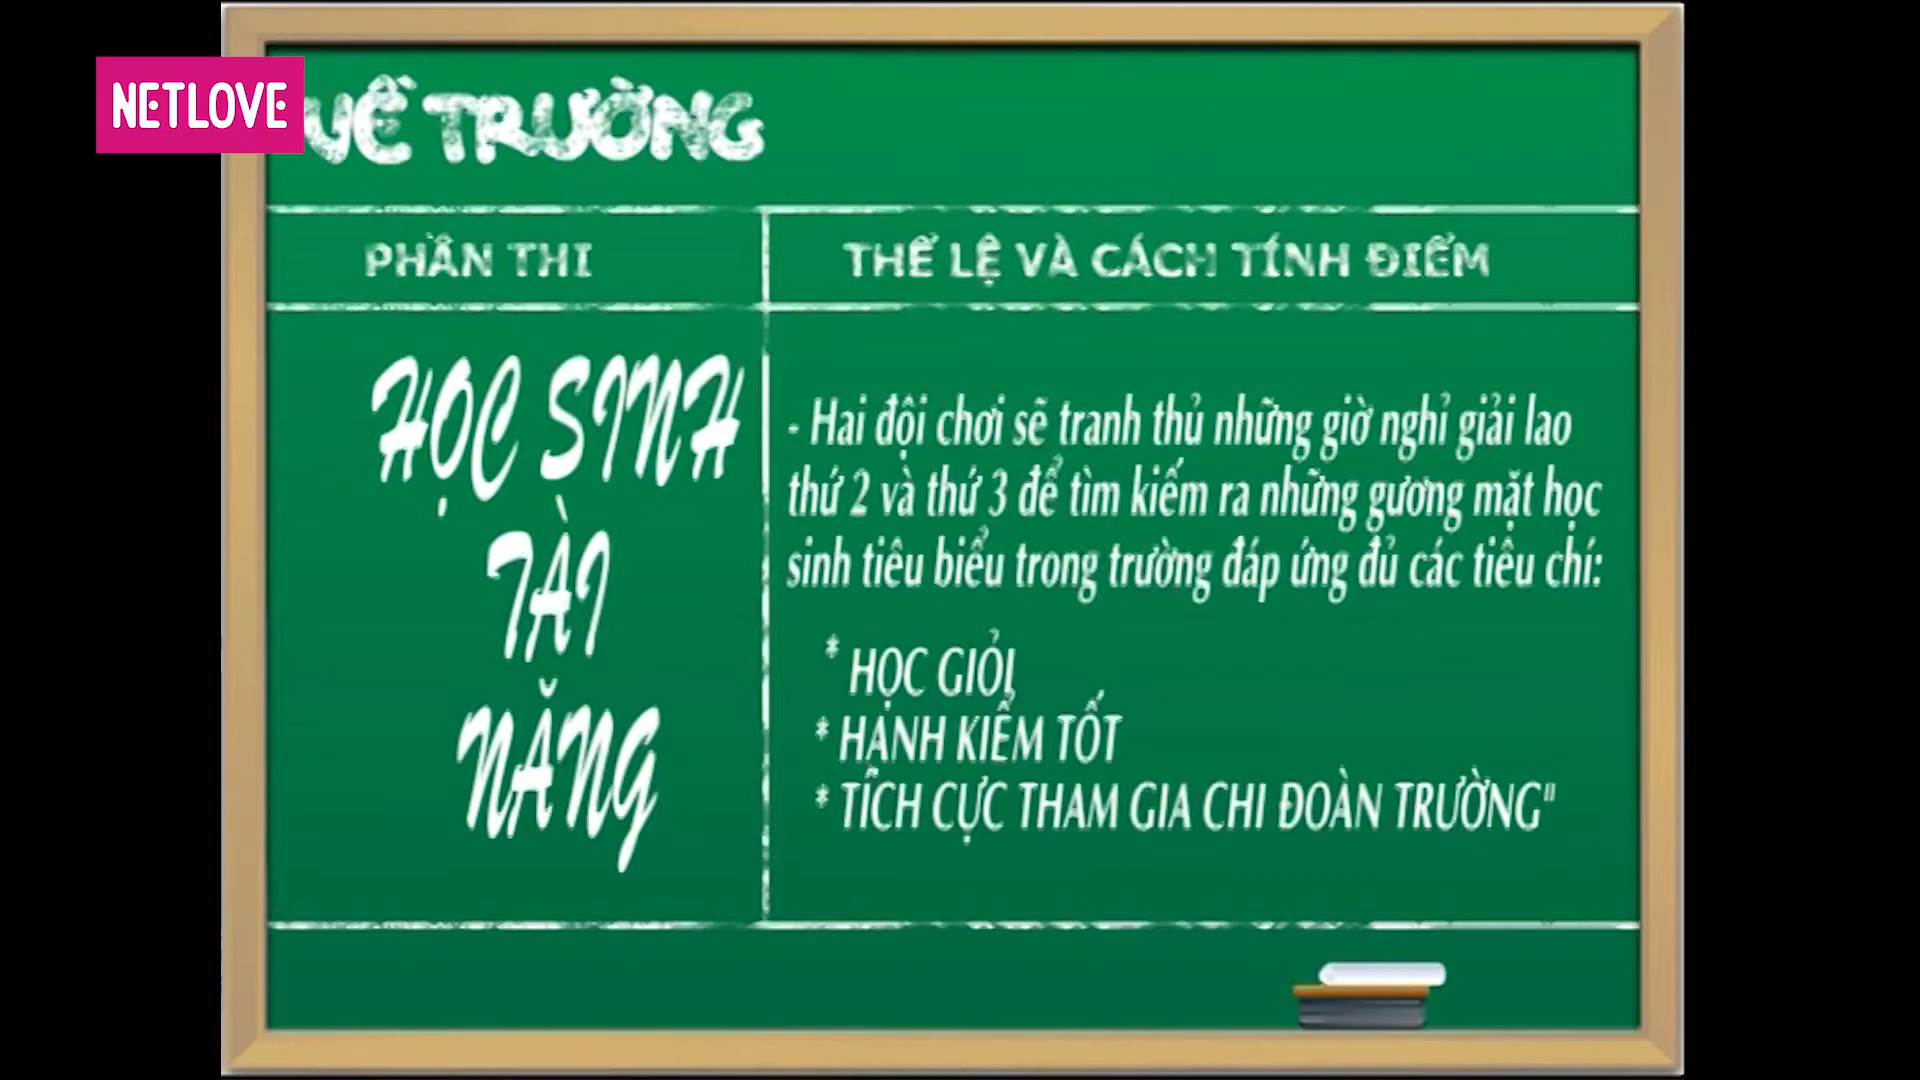 NETLOVE
VỀ TRƯỜNG
PHẦN THI
THỂ LỆ VÀ CÁCH TÍNH ĐIỂM
HỌC SINH
TÀI
NĂNG
- Hai đội chơi sẽ tranh thủ những giờ nghỉ giải lao
thứ 2 và thứ 3 để tìm kiếm ra những gương mặt học
sinh tiêu biểu trong trường đáp ứng đủ các tiêu chí:
* HỌC GIỎI
* HẠNH KIỂM TỐT
* TÍCH CỰC THAM GIA CHI ĐOÀN TRƯỜNG"